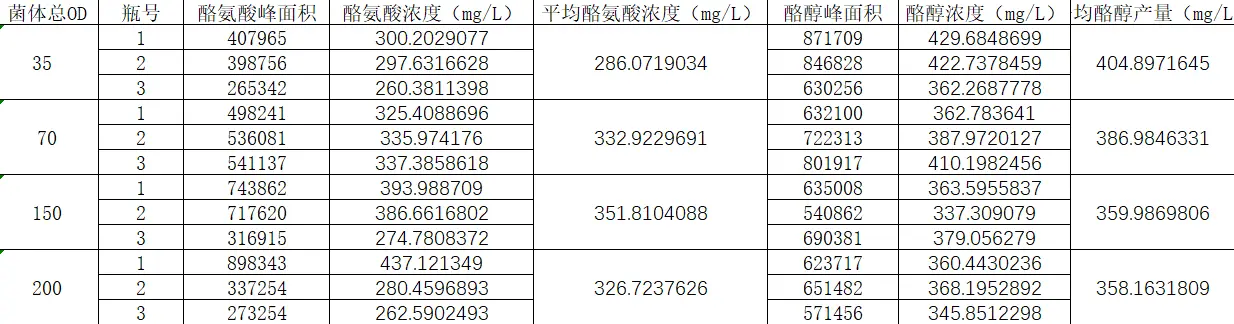 菌体总OD 瓶号 酪氨酸峰面积 酪氨酸浓度（mg/L） 平均酪氨酸浓度（mg/L） 酪醇峰面积 酪醇浓度（mg/L） 均酪醇产量（mg/L
35 1 407965 300.2029077 286.0719034 871709 429.6848699 404.8971645
2 398756 297.6316628 846828 422.7378459
3 265342 260.3811398 630256 362.2687778
70 1 498241 325.4088696 332.9229691 632100 362.783641 386.9846331
2 536081 335.974176 722313 387.9720127
3 541137 337.3858618 801917 410.1982456
150 1 743862 393.988709 351.8104088 635008 363.5955837 359.9869806
2 717620 386.6616802 540862 337.309079
3 316915 274.7808372 690381 379.056279
200 1 898343 437.121349 326.7237626 623717 360.4430236 358.1631809
2 337254 280.4596893 651482 368.1952892
3 273254 262.5902493 571456 345.8512298